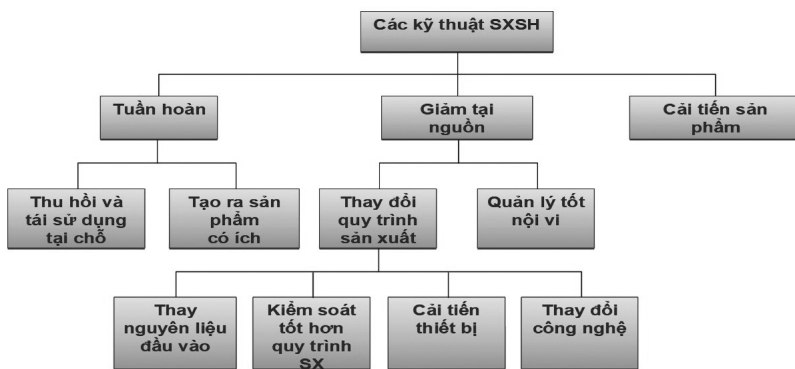 Các kỹ thuật SXSH
Tuần hoàn
Giảm tại
nguồn
Cải tiến sản
phẩm
Thu hồi và
tái sử dụng
tại chỗ
Tạo ra sản
phẩm
có ích
Thay đổi
quy trình
sản xuất
Quản lý tốt
nội vi
Thay
nguyên liệu
đầu vào
Kiểm soát
tốt hơn
quy trình
SX
Cải tiến
thiết bị
Thay đổi
công nghệ